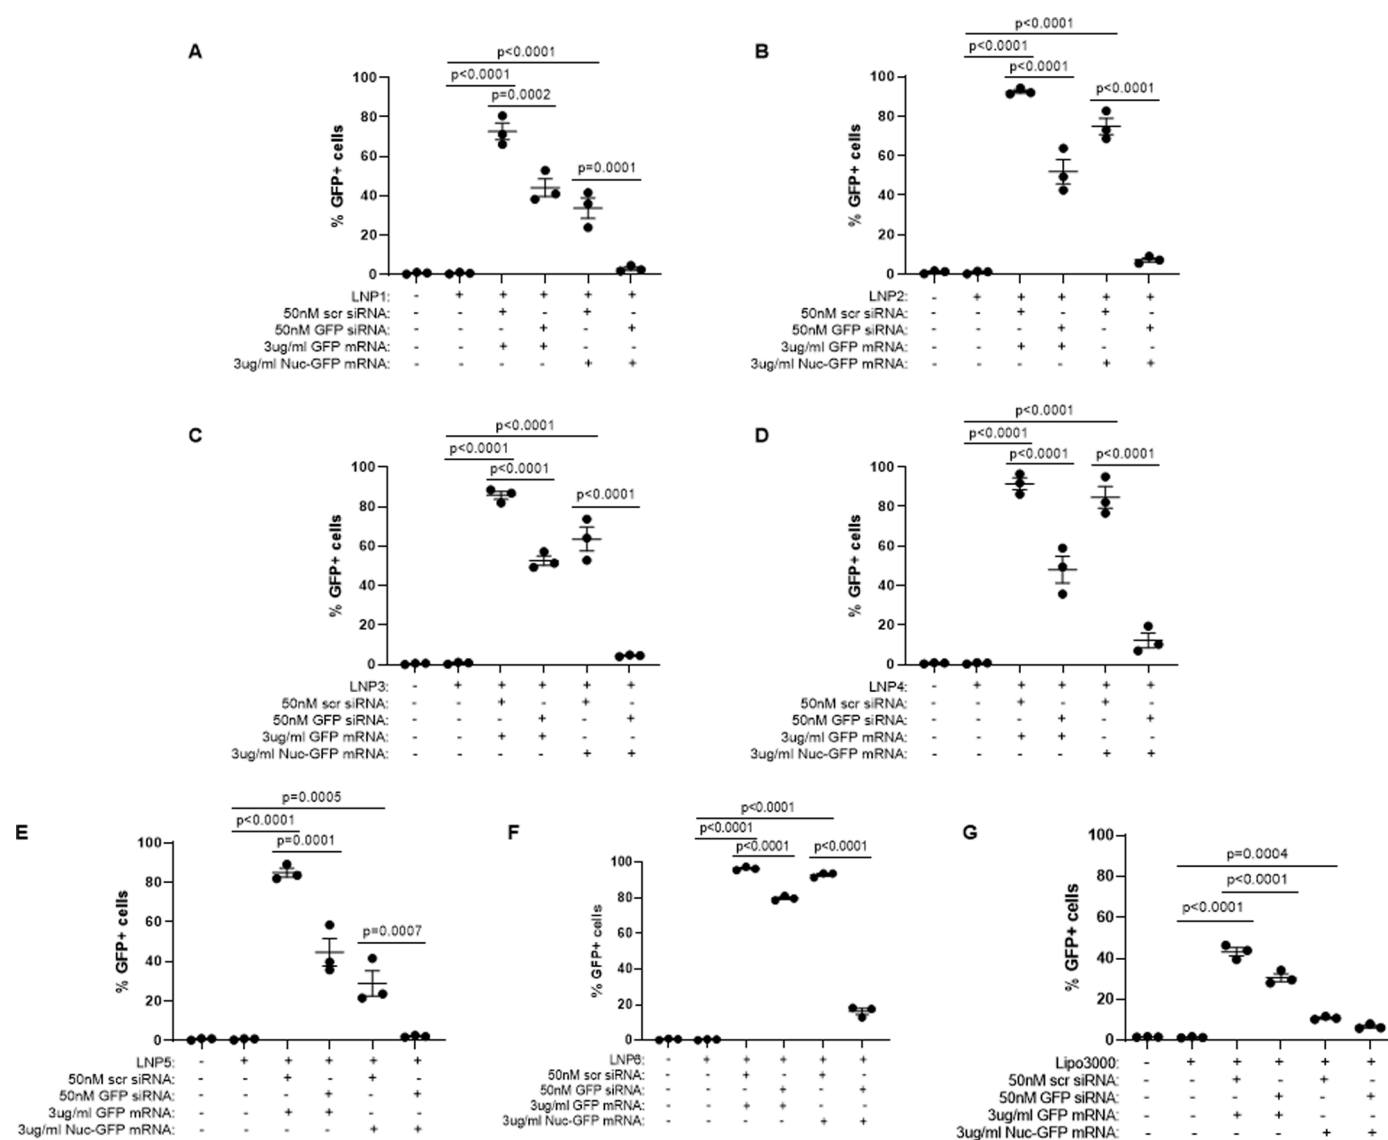 A
p<0.0001
p<0.0001
p=0.0002
p=0.0001
% GFP+ cells
100
80
60
40
20
0
LNP1: - + + + + +
50nM scr siRNA: - - + - + -
50nM GFP siRNA: - - - + - +
3ug/ml GFP mRNA: - - + + - -
3ug/ml Nuc-GFP mRNA: - - - - + +
B
p<0.0001
p<0.0001
p<0.0001
p<0.0001
% GFP+ cells
100
80
60
40
20
0
LNP2: - + + + + +
50nM scr siRNA: - - + - + -
50nM GFP siRNA: - - - + - +
3ug/ml GFP mRNA: - - + + - -
3ug/ml Nuc-GFP mRNA: - - - - + +
C
p<0.0001
p<0.0001
p<0.0001
p<0.0001
% GFP+ cells
100
80
60
40
20
0
LNP3: - + + + + +
50nM scr siRNA: - - + - + -
50nM GFP siRNA: - - - + - +
3ug/ml GFP mRNA: - - + + - -
3ug/ml Nuc-GFP mRNA: - - - - + +
D
p<0.0001
p<0.0001
p<0.0001
p<0.0001
% GFP+ cells
100
80
60
40
20
0
LNP4: - + + + + +
50nM scr siRNA: - - + - + -
50nM GFP siRNA: - - - + - +
3ug/ml GFP mRNA: - - + + - -
3ug/ml Nuc-GFP mRNA: - - - - + +
E
p=0.0005
p<0.0001
p=0.0001
p=0.0007
% GFP+ cells
100
80
60
40
20
0
LNP5: - + + + + +
50nM scr siRNA: - - + - + -
50nM GFP siRNA: - - - + - +
3ug/ml GFP mRNA: - - + + - -
3ug/ml Nuc-GFP mRNA: - - - - + +
F
p<0.0001
p<0.0001
p<0.0001
p<0.0001
% GFP+ cells
100
80
60
40
20
0
LNP6: - + + + + +
50nM scr siRNA: - - + - + -
50nM GFP siRNA: - - - + - +
3ug/ml GFP mRNA: - - + + - -
3ug/ml Nuc-GFP mRNA: - - - - + +
G
p=0.0004
p<0.0001
p<0.0001
% GFP+ cells
100
80
60
40
20
0
Lipo3000: - + + + + +
50nM scr siRNA: - - + - + -
50nM GFP siRNA: - - - + - +
3ug/ml GFP mRNA: - - + + - -
3ug/ml Nuc-GFP mRNA: - - - - + +